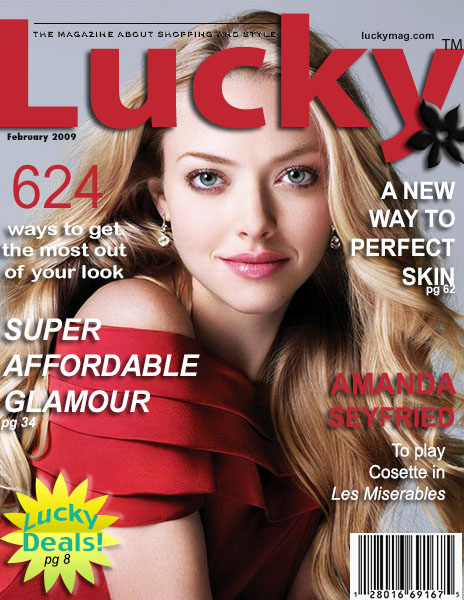 THE MAGAZINE ABOUT SHOPPING AND STYLE
luckymag.com
Lucky™
February 2009
624
ways to get
the most out
of your look
A NEW
WAY TO
PERFECT
SKIN
pg 62
SUPER
AFFORDABLE
GLAMOUR
pg 34
AMANDA
SEYFRIED
To play
Cosette in
Les Miserables
Lucky
Deals!
pg 8
1 28016 69167 5